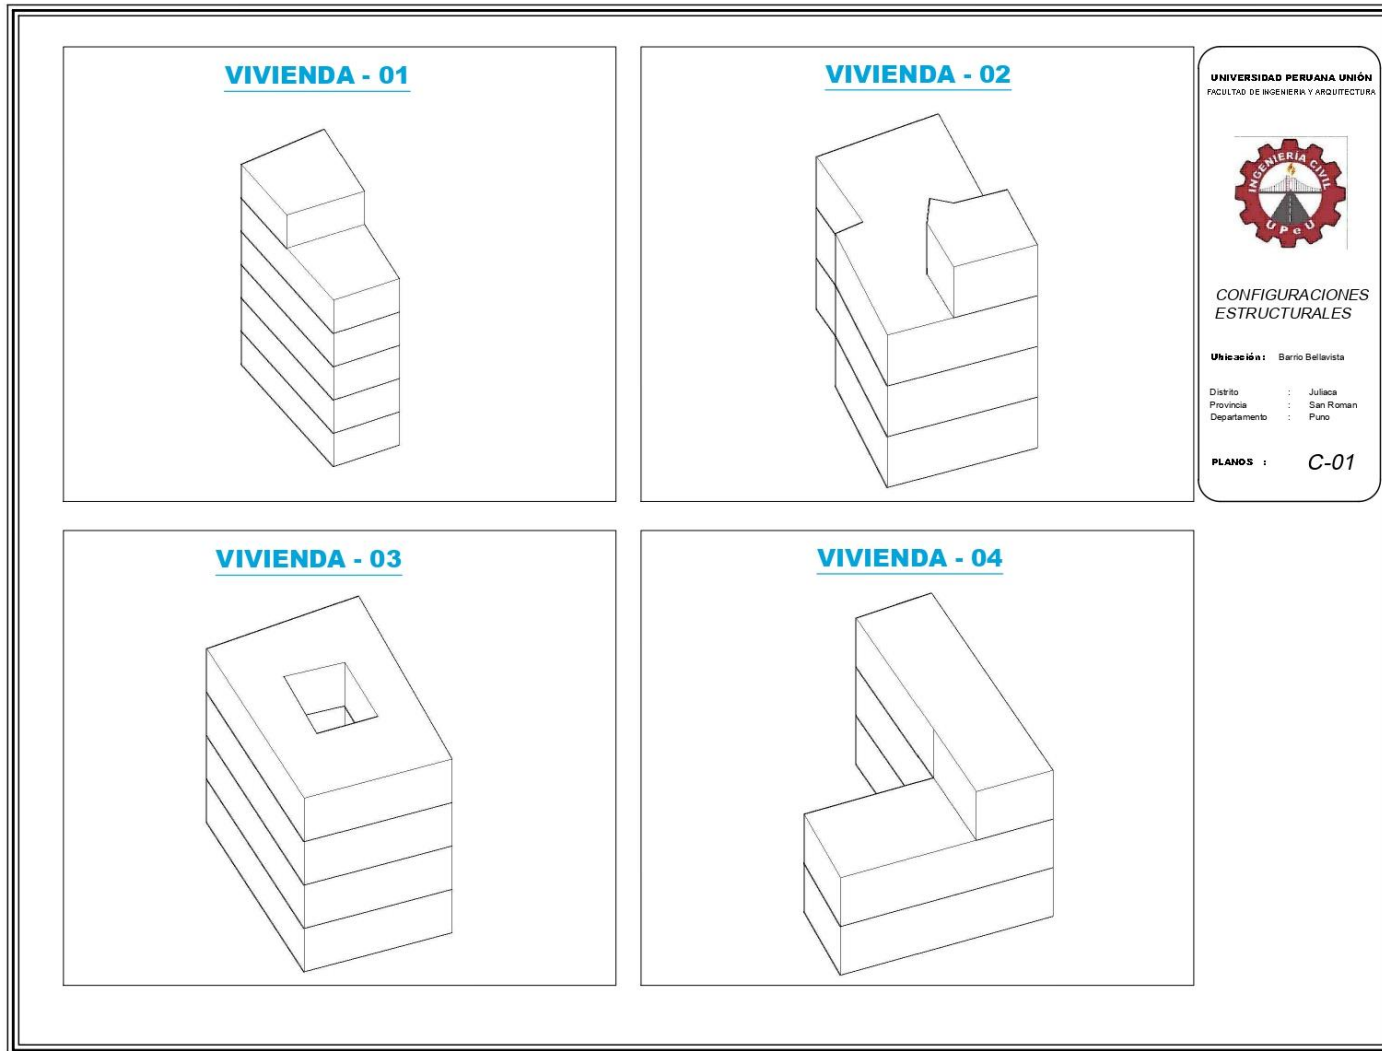 VIVIENDA - 01
VIVIENDA - 02
UNIVERSIDAD PERUANA UNIÓN
FACULTAD DE INGENIERIA Y ARQUITECTURA
INGENIERÍA CIVIL
UPeU
CONFIGURACIONES
ESTRUCTURALES
Ubicación : Barrio Bellavista
Distrito : Juliaca
Provincia : San Roman
Departamento : Puno
PLANOS : C-01
VIVIENDA - 03
VIVIENDA - 04